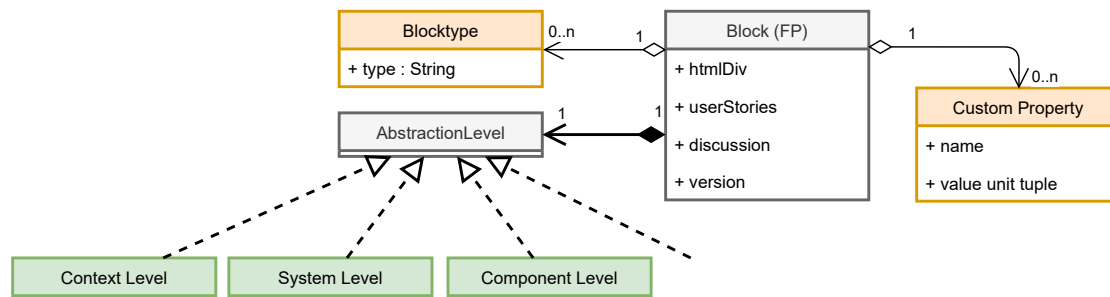 Blocktype
+ type : String
0..n
1
Block (FP)
+ htmlDiv
+ userStories
+ discussion
+ version
1
0..n
Custom Property
+ name
+ value unit tuple
AbstractionLevel
1
1
Context Level
System Level
Component Level